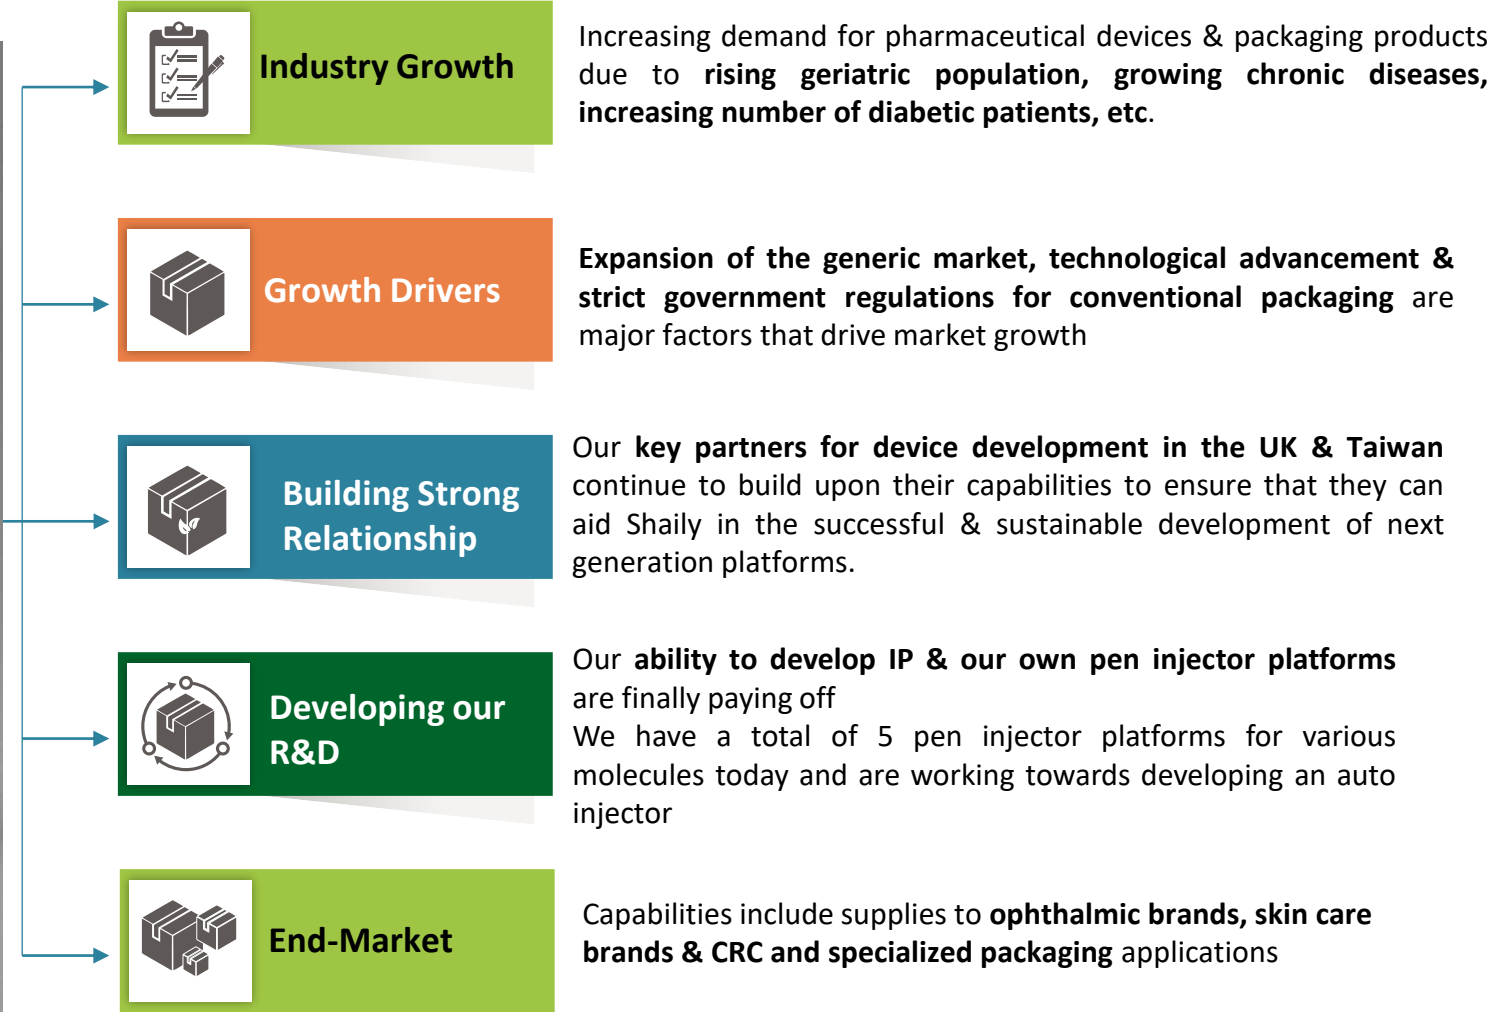 Industry Growth
Increasing demand for pharmaceutical devices & packaging products
due to rising geriatric population, growing chronic diseases,
increasing number of diabetic patients, etc.
Growth Drivers
Expansion of the generic market, technological advancement &
strict government regulations for conventional packaging are
major factors that drive market growth
Building Strong
Relationship
Our key partners for device development in the UK & Taiwan
continue to build upon their capabilities to ensure that they can
aid Shaily in the successful & sustainable development of next
generation platforms.
Developing our
R&D
Our ability to develop IP & our own pen injector platforms
are finally paying off
We have a total of 5 pen injector platforms for various
molecules today and are working towards developing an auto
injector
End-Market
Capabilities include supplies to ophthalmic brands, skin care
brands & CRC and specialized packaging applications